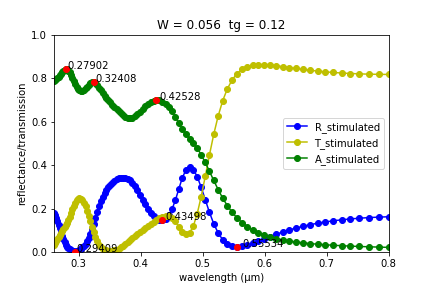 W = 0.056 tg = 0.12
1.0
0.8
0.6
0.4
0.2
0.0
reflectance/transmission
0.27902
0.32408
0.42528
0.43498
0.29409
R_stimulated
T_stimulated
A_stimulated
0.3
0.4
0.5
0.6
0.7
0.8
wavelength (μm)